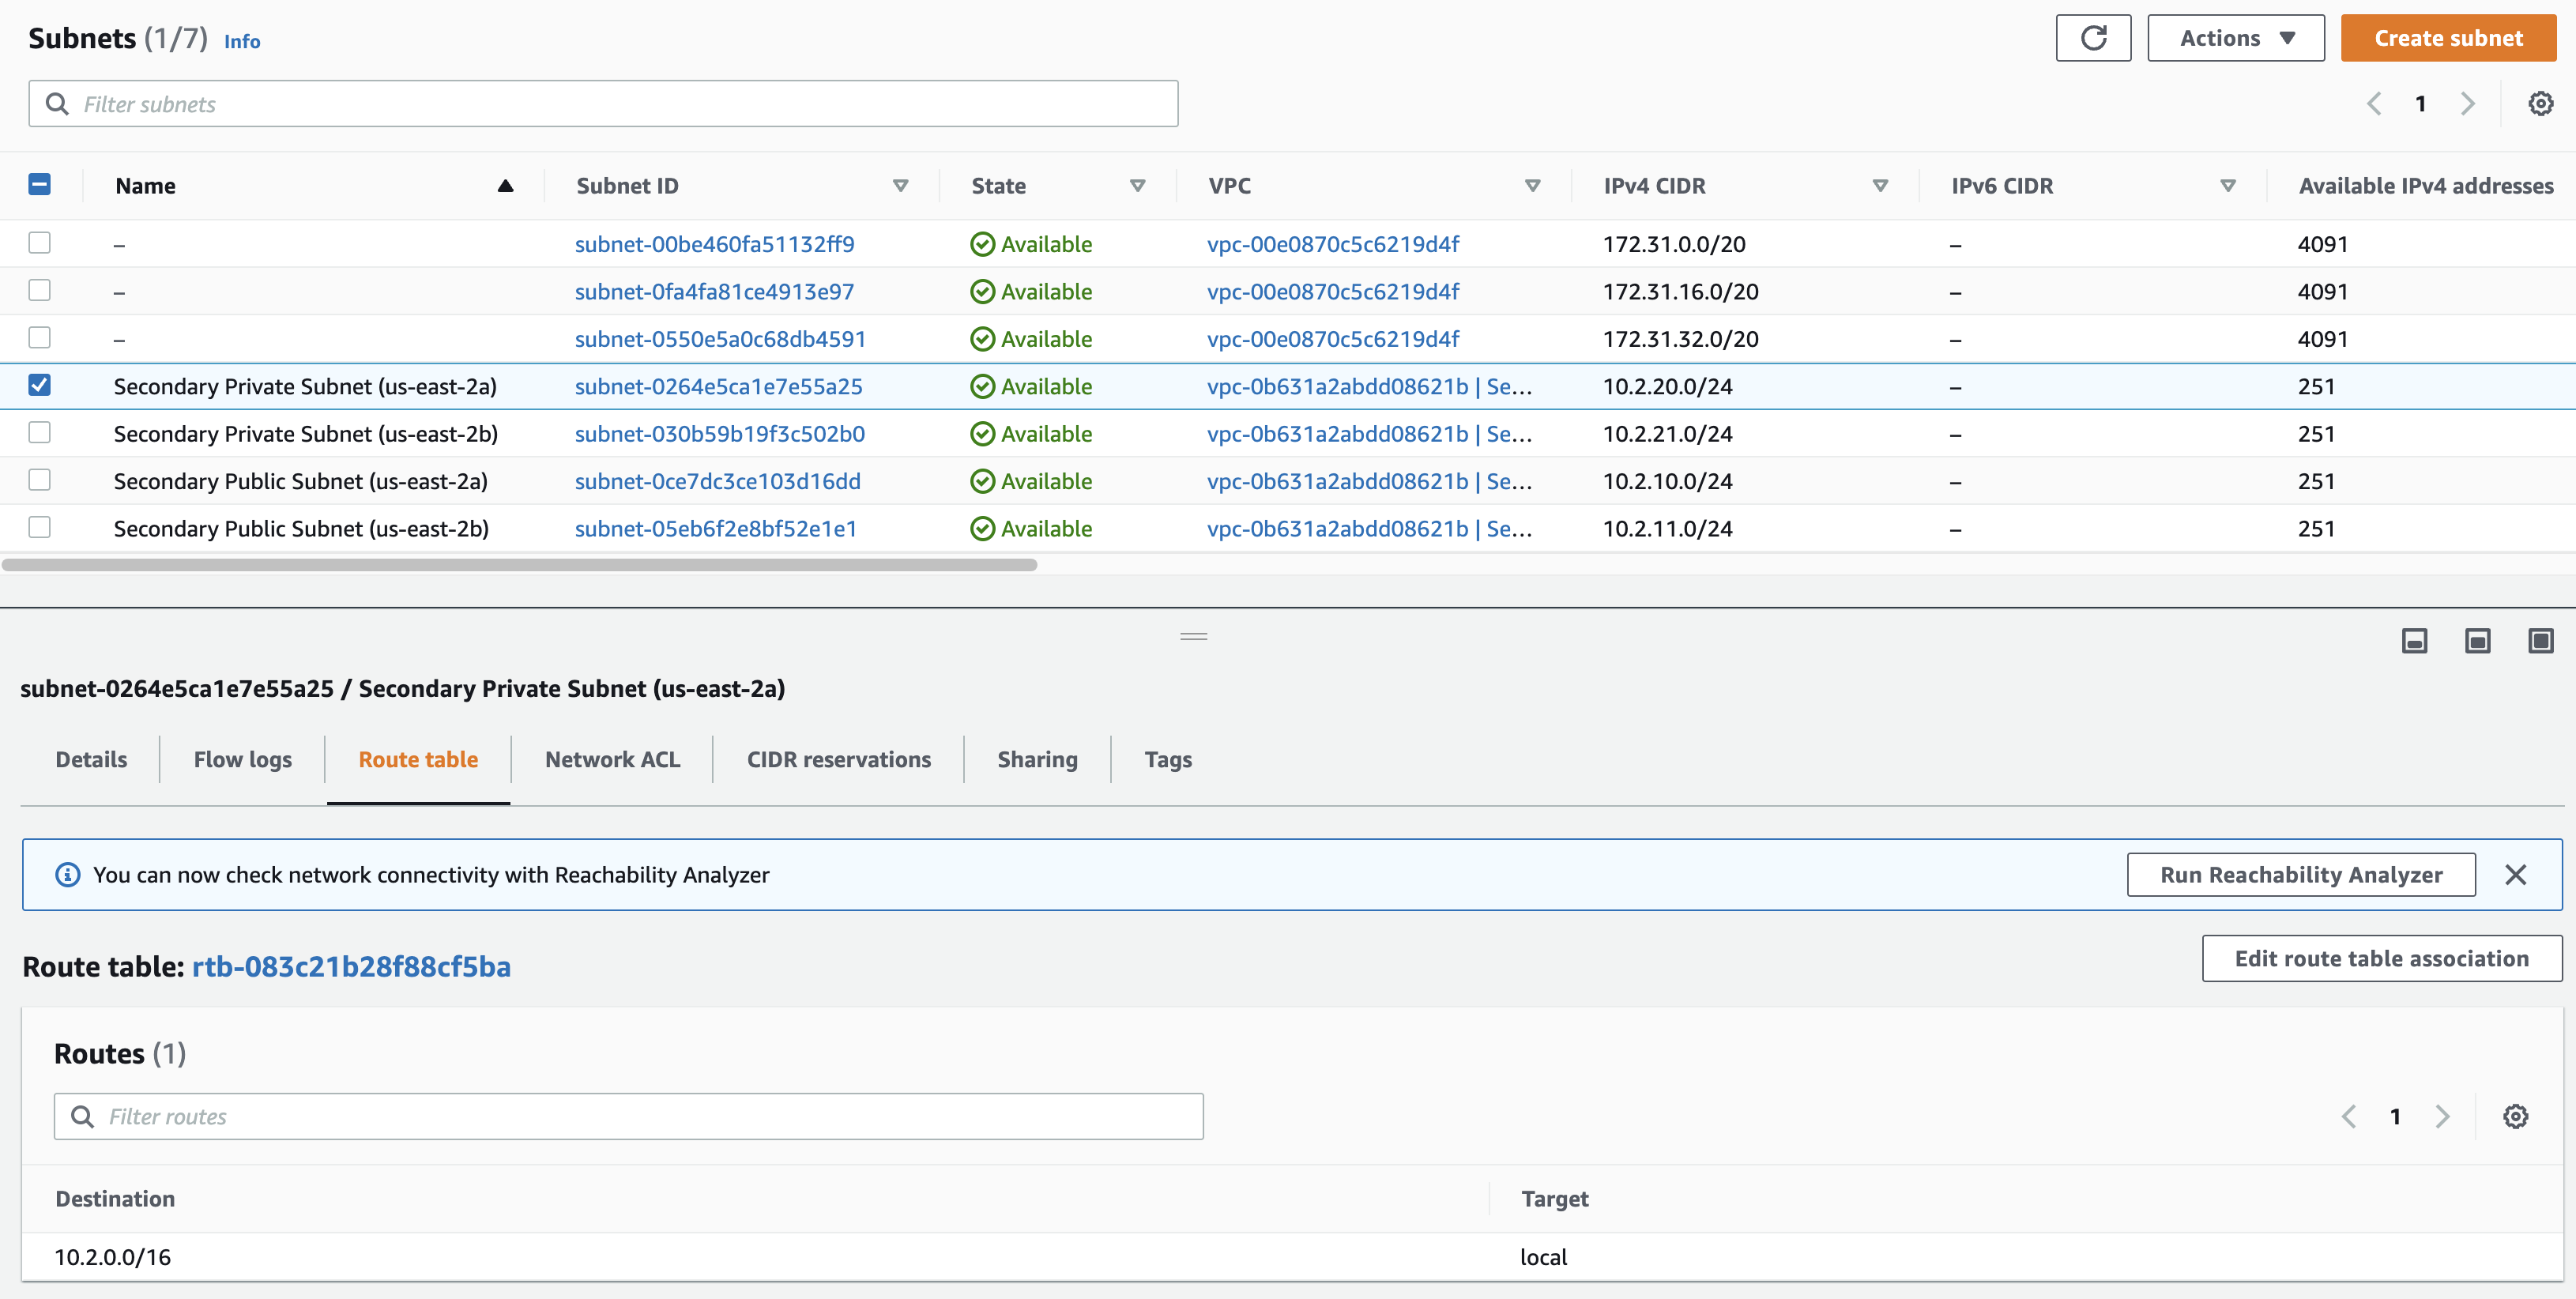 Subnets (1/7) Info
Actions
Create subnet
Filter subnets
1
Name Subnet ID State VPC IPv4 CIDR IPv6 CIDR Available IPv4 addresses
– subnet-00be460fa51132ff9 Available vpc-00e0870c5c6219d4f 172.31.0.0/20 – 4091
– subnet-0fa4fa81ce4913e97 Available vpc-00e0870c5c6219d4f 172.31.16.0/20 – 4091
– subnet-0550e5a0c68db4591 Available vpc-00e0870c5c6219d4f 172.31.32.0/20 – 4091
Secondary Private Subnet (us-east-2a) subnet-0264e5ca1e7e55a25 Available vpc-0b631a2abdd08621b | Se... 10.2.20.0/24 – 251
Secondary Private Subnet (us-east-2b) subnet-030b59b19f3c502b0 Available vpc-0b631a2abdd08621b | Se... 10.2.21.0/24 – 251
Secondary Public Subnet (us-east-2a) subnet-0ce7dc3ce103d16dd Available vpc-0b631a2abdd08621b | Se... 10.2.10.0/24 – 251
Secondary Public Subnet (us-east-2b) subnet-05eb6f2e8bf52e1e1 Available vpc-0b631a2abdd08621b | Se... 10.2.11.0/24 – 251
subnet-0264e5ca1e7e55a25 / Secondary Private Subnet (us-east-2a)
Details Flow logs Route table Network ACL CIDR reservations Sharing Tags
You can now check network connectivity with Reachability Analyzer
Run Reachability Analyzer
Route table: rtb-083c21b28f88cf5ba
Edit route table association
Routes (1)
Filter routes
1
Destination Target
10.2.0.0/16 local